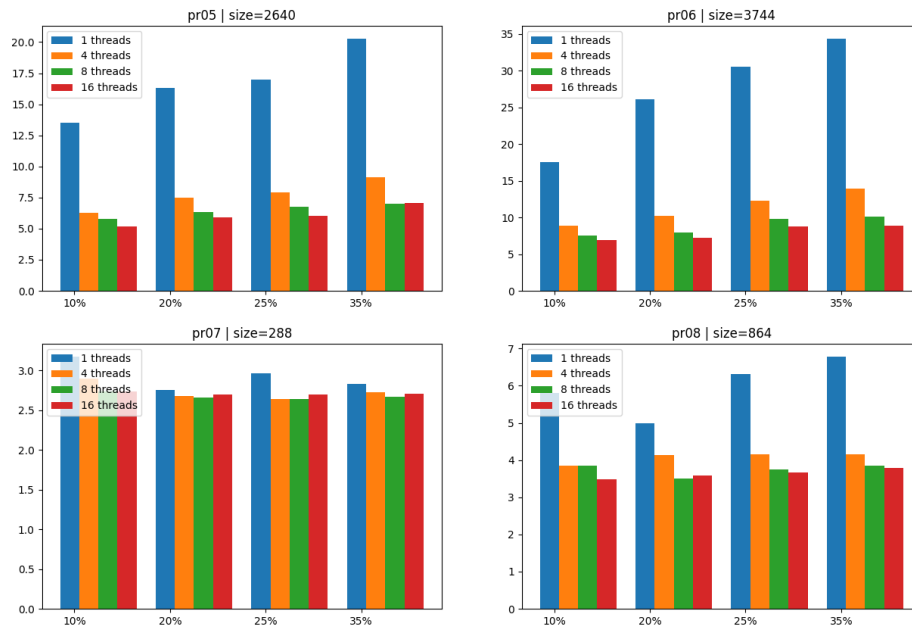 pr05 | size=2640
20.0
17.5
15.0
12.5
10.0
7.5
5.0
2.5
0.0
1 threads
4 threads
8 threads
16 threads
10% 20% 25% 35%
pr06 | size=3744
35
30
25
20
15
10
5
0
1 threads
4 threads
8 threads
16 threads
10% 20% 25% 35%
pr07 | size=288
3.0
2.5
2.0
1.5
1.0
0.5
0.0
1 threads
4 threads
8 threads
16 threads
10% 20% 25% 35%
pr08 | size=864
7
6
5
4
3
2
1
0
1 threads
4 threads
8 threads
16 threads
10% 20% 25% 35%